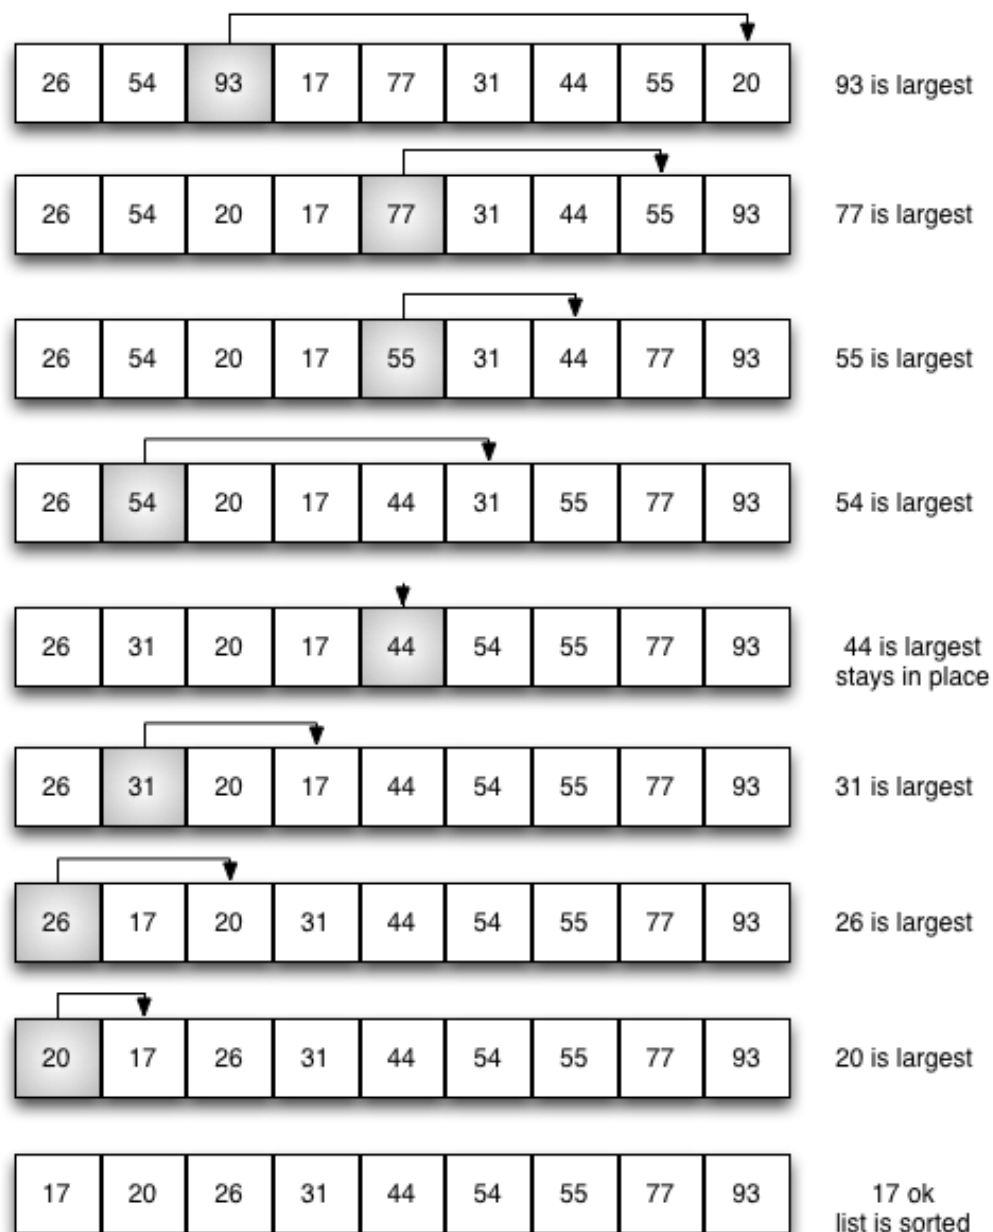 26 54 93 17 77 31 44 55 20 93 is largest
26 54 20 17 77 31 44 55 93 77 is largest
26 54 20 17 55 31 44 77 93 55 is largest
26 54 20 17 44 31 55 77 93 54 is largest
26 31 20 17 44 54 55 77 93 44 is largest
stays in place
26 31 20 17 44 54 55 77 93 31 is largest
26 17 20 31 44 54 55 77 93 26 is largest
20 17 26 31 44 54 55 77 93 20 is largest
17 20 26 31 44 54 55 77 93 17 ok
list is sorted